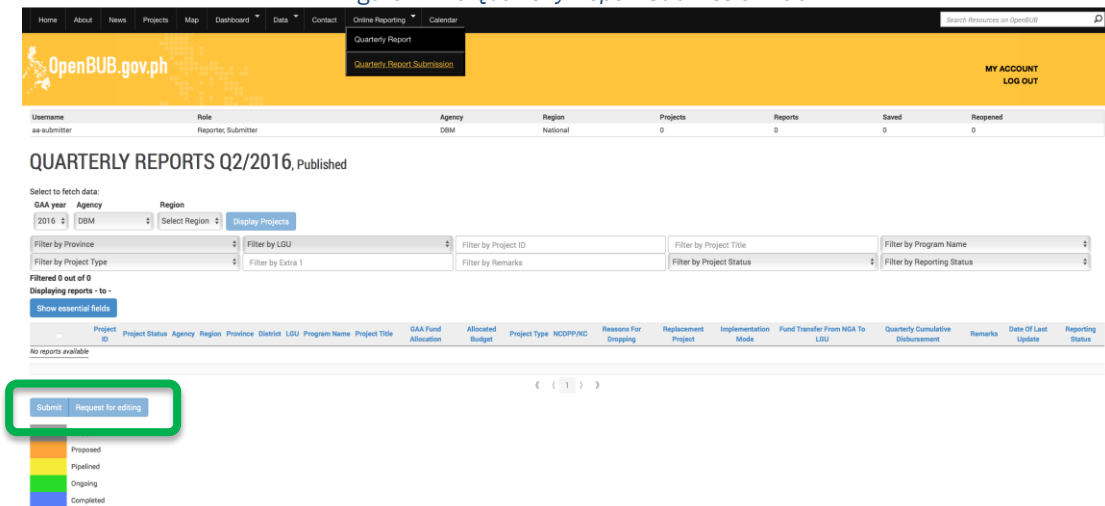 Home About News Projects Map Dashboard Data Contact Online Reporting Calendar Search Resources on OpenBUB
Quarterly Report
Quarterly Report Submission
OpenBUB.gov.ph
MY ACCOUNT
LOG OUT
Username Role Agency Region Projects Reports Saved Reopened
aa-submitter Reporter, Submitter DBM National 0 0 0 0
QUARTERLY REPORTS Q2/2016, Published
Select to fetch data:
GAA year Agency Region
2016 DBM Select Region Display Projects
Filter by Province Filter by LGU Filter by Project ID Filter by Project Title Filter by Program Name
Filter by Project Type Filter by Extra 1 Filter by Remarks Filter by Project Status Filter by Reporting Status
Filtered 0 out of 0
Displaying reports - to -
Show essential fields
Project ID Project Status Agency Region Province District LGU Program Name Project Title GAA Fund Allocation Allocated Budget Project Type NCDPP/KC Reasons For Dropping Replacement Project Implementation Mode Fund Transfer From NGA To LGU Quarterly Cumulative Disbursement Remarks Date Of Last Update Reporting Status
No reports available
⟪ ⟨ 1 ⟩ ⟫
Submit Request for editing
Proposed
Pipelined
Ongoing
Completed